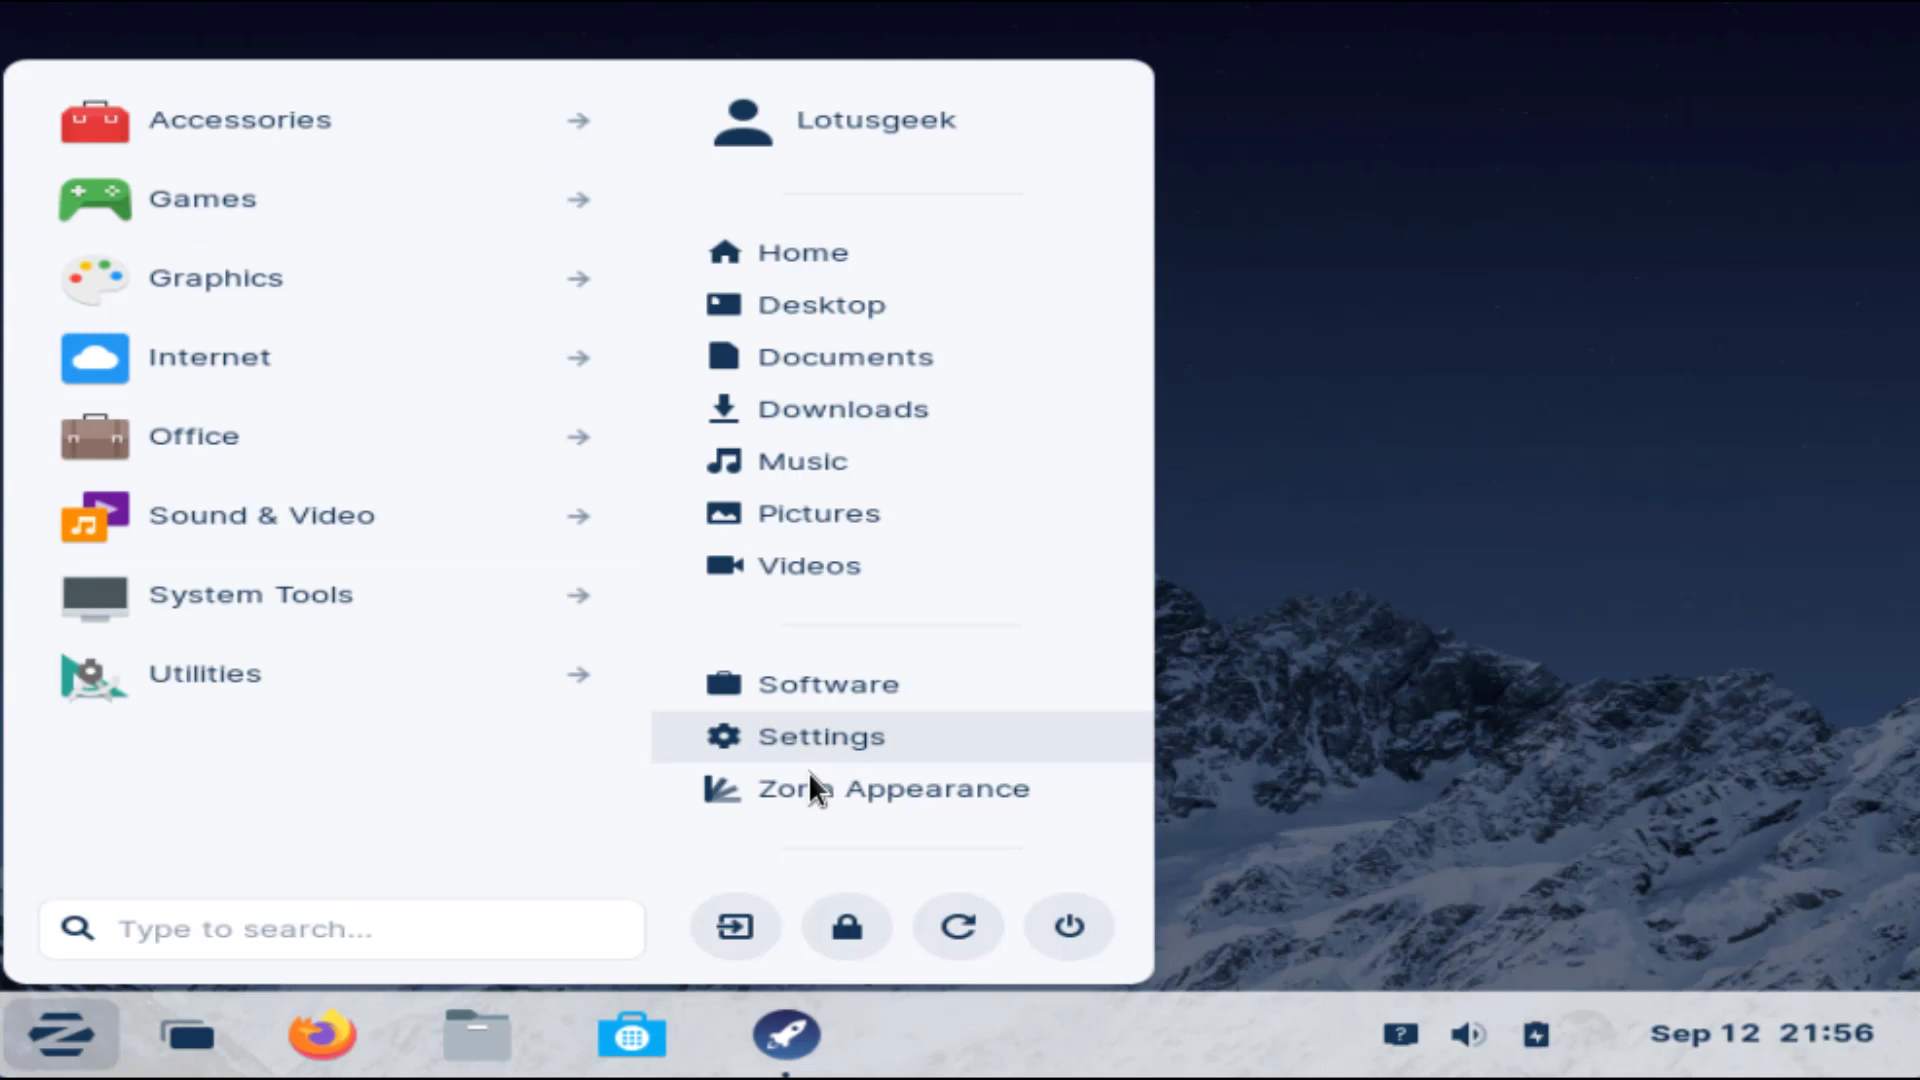 Accessories
Games
Graphics
Internet
Office
Sound & Video
System Tools
Utilities
Type to search...
Lotusgeek
Home
Desktop
Documents
Downloads
Music
Pictures
Videos
Software
Settings
Zorin Appearance
Sep 12 21:56